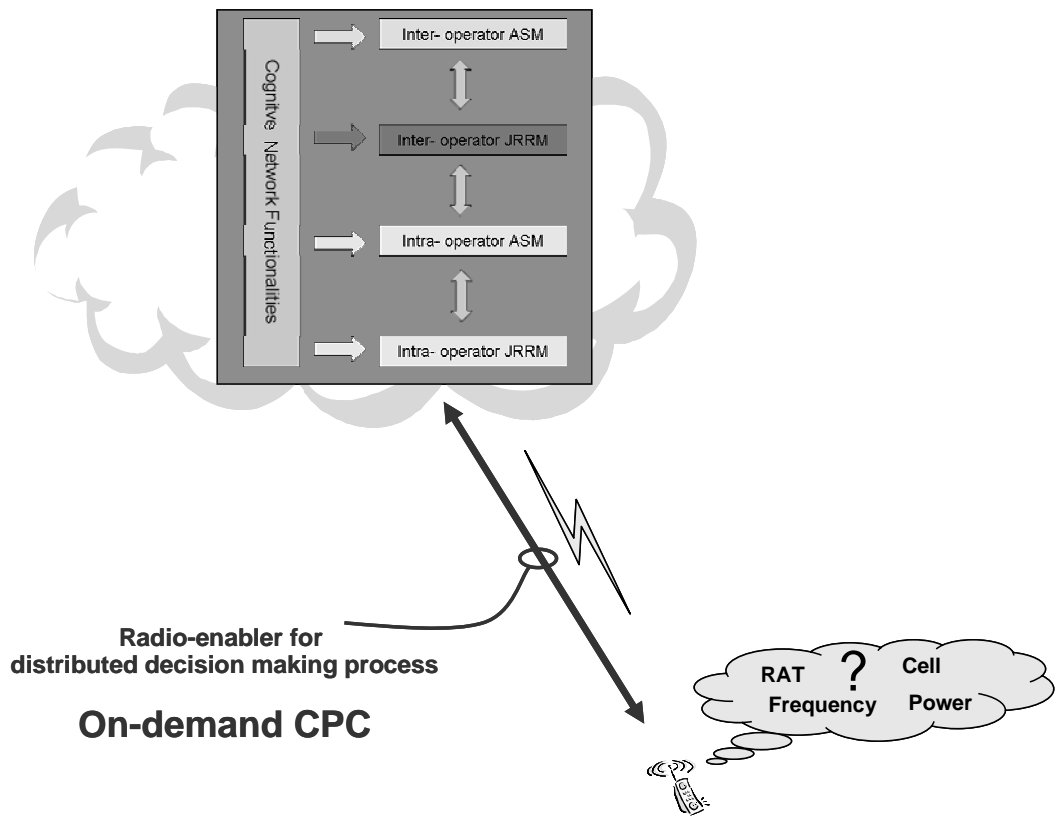 Cognitve Network Functionalities
Inter- operator ASM
Inter- operator JRRM
Intra- operator ASM
Intra- operator JRRM
Radio-enabler for
distributed decision making process
On-demand CPC
RAT ? Cell
Frequency Power